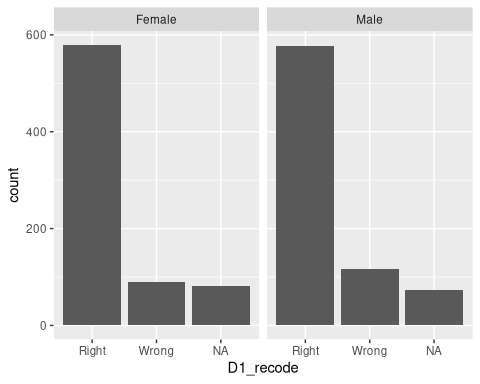 Female Male
600
400
200
0
count
Right Wrong NA Right Wrong NA
D1_recode